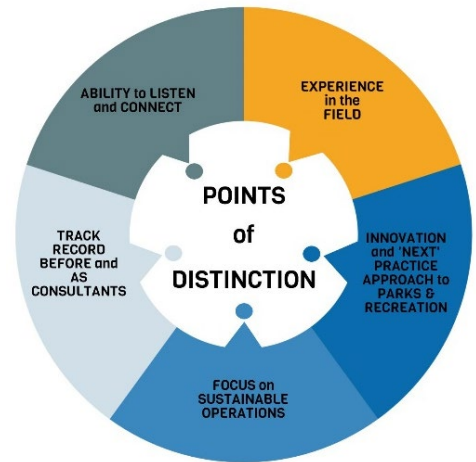 ABILITY to LISTEN
and CONNECT
EXPERIENCE
in the
FIELD
POINTS
of
DISTINCTION
TRACK
RECORD
BEFORE and
AS
CONSULTANTS
INNOVATION
and 'NEXT'
PRACTICE
APPROACH to
PARKS &
RECREATION
FOCUS on
SUSTAINABLE
OPERATIONS